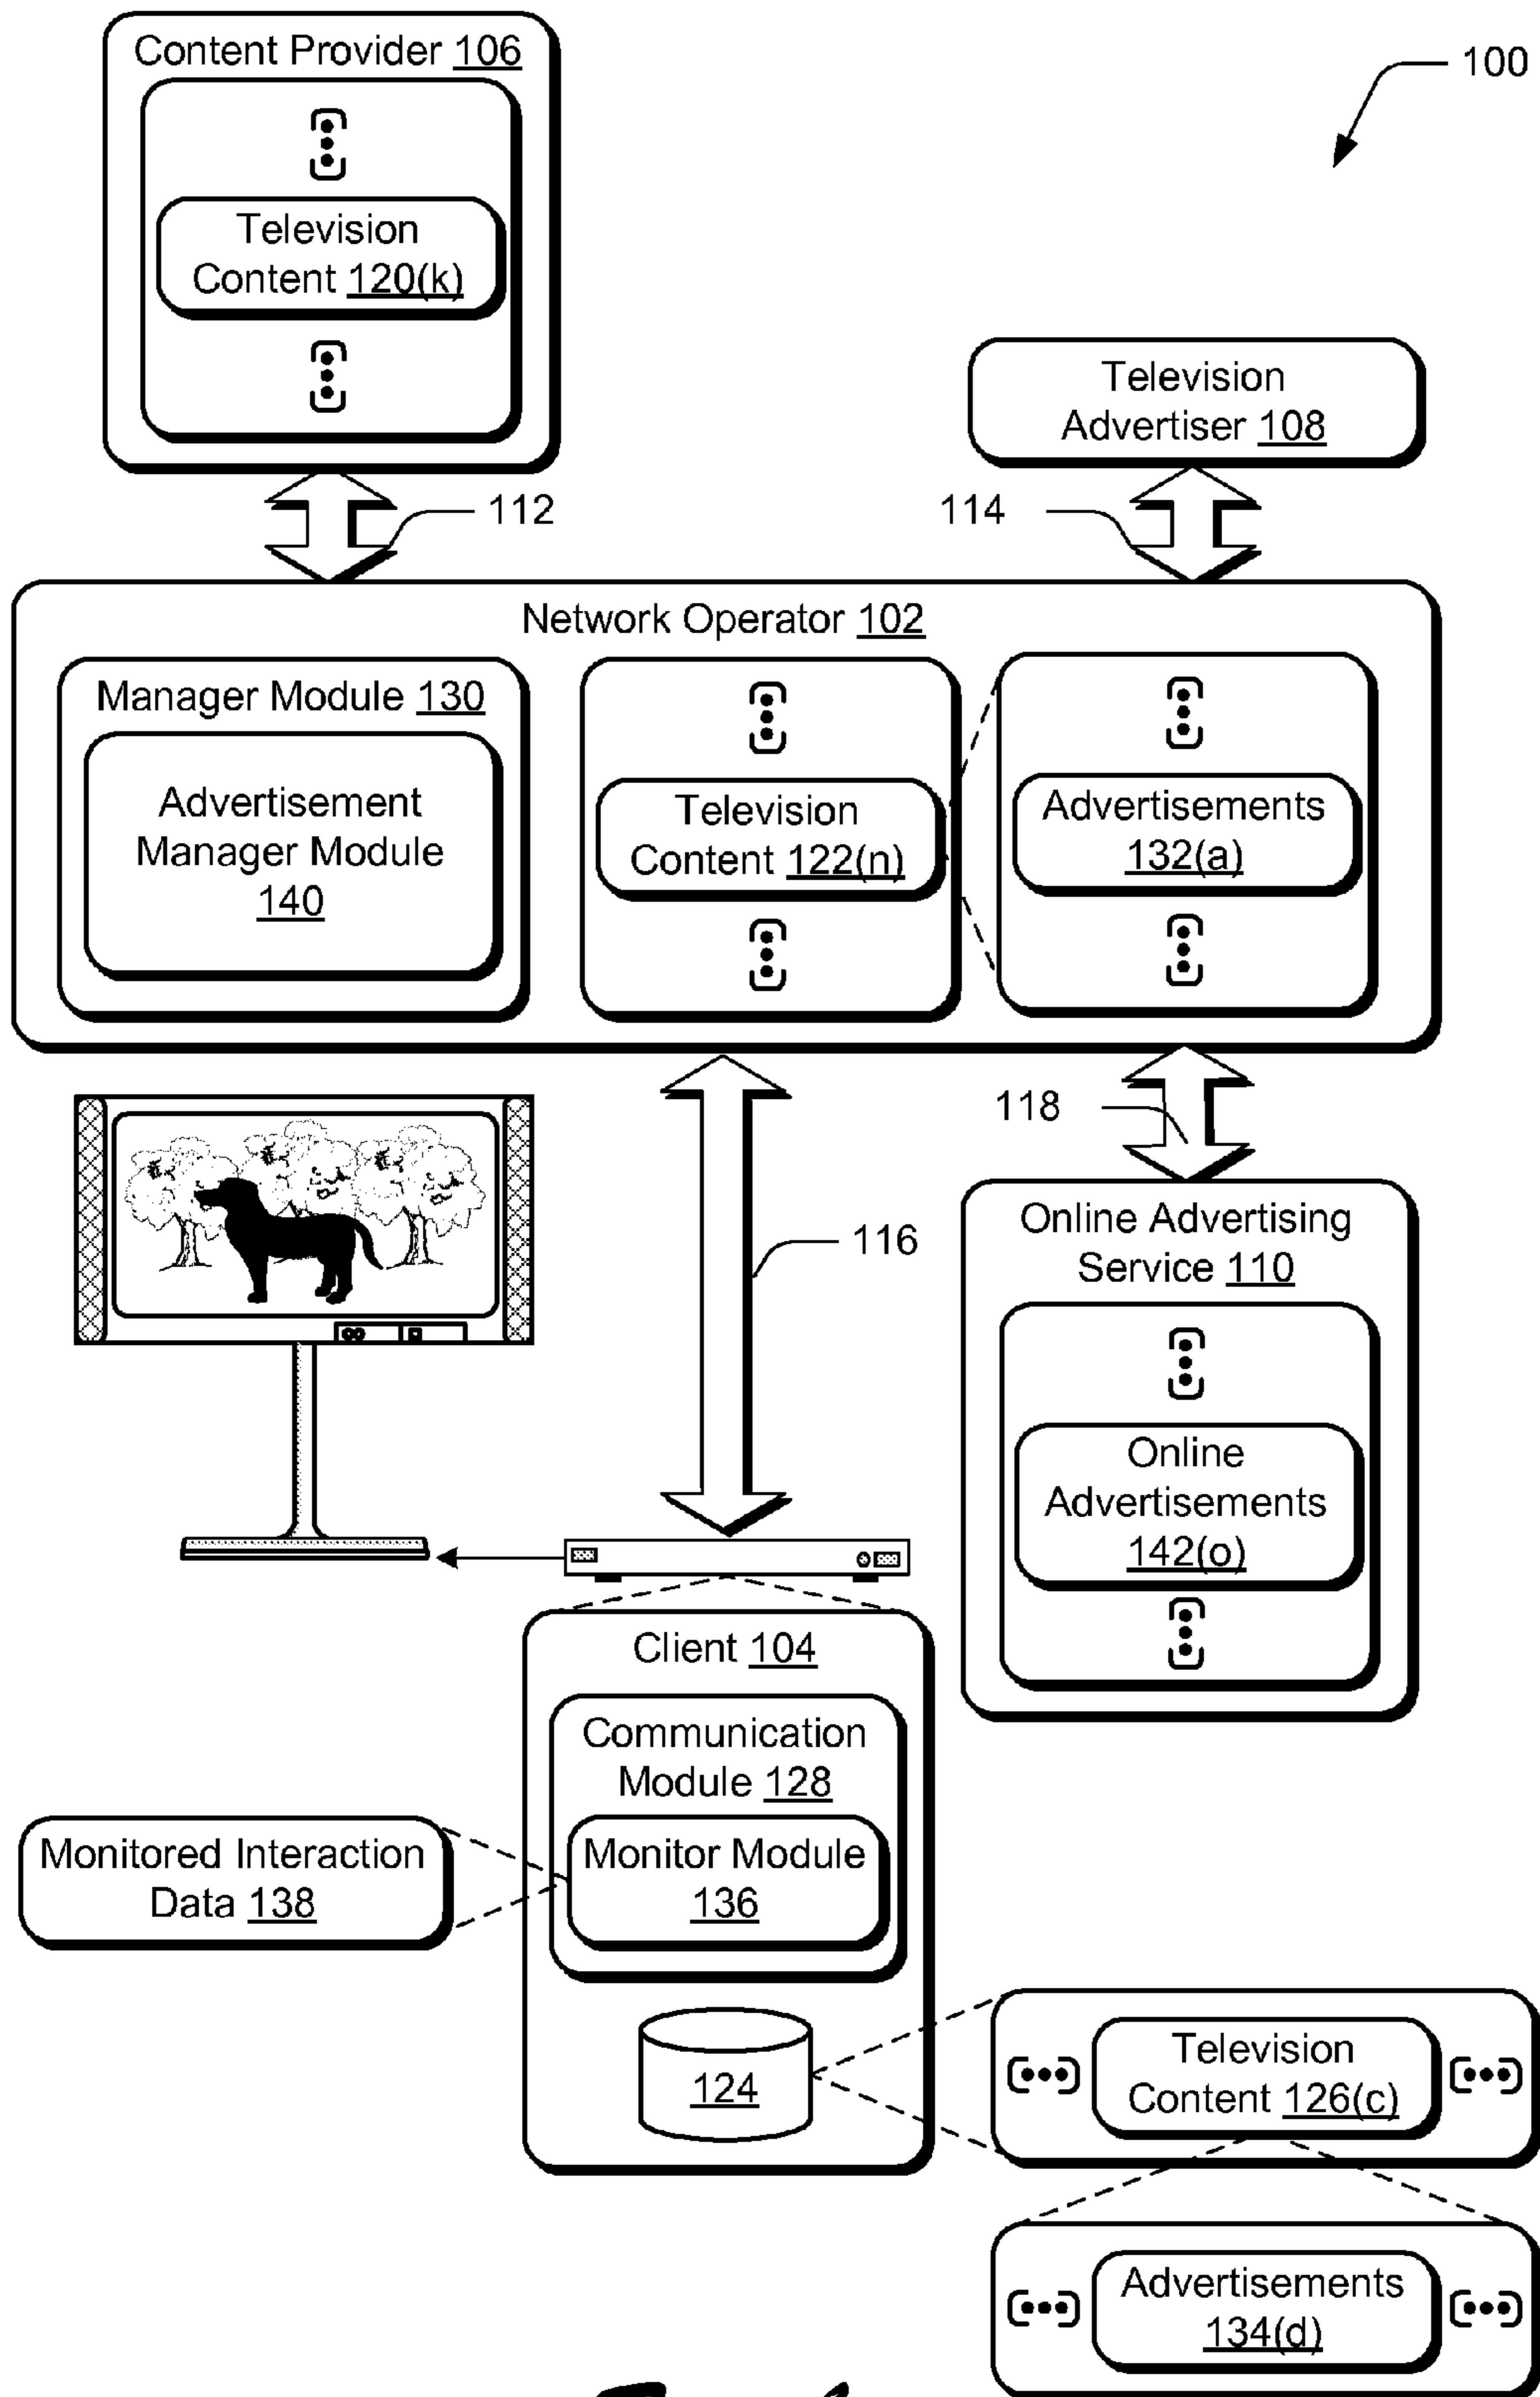 Content Provider 106
100
Television
Content 120(k)
Television
Advertiser 108
112
114
Network Operator 102
Manager Module 130
Advertisement
Manager Module
140
Television
Content 122(n)
Advertisements
132(a)
118
116
Online Advertising
Service 110
Online
Advertisements
142(o)
Client 104
Communication
Module 128
Monitor Module
136
Monitored Interaction
Data 138
124
Television
Content 126(c)
Advertisements
134(d)